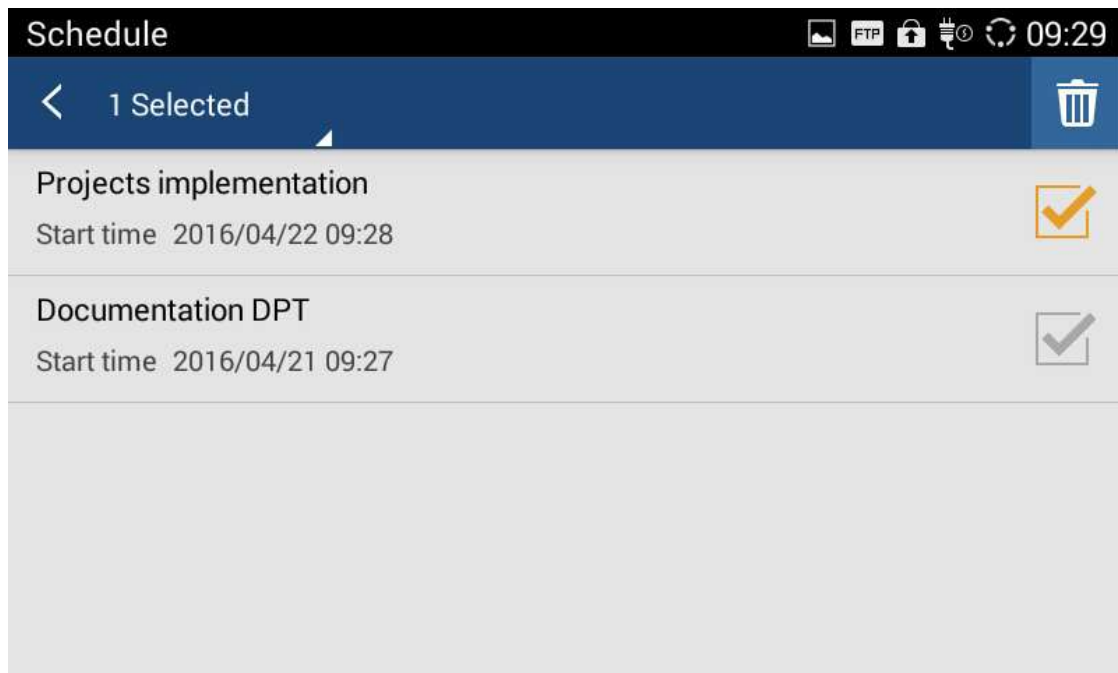 Schedule
FTP
09:29
1 Selected
Projects implementation
Start time 2016/04/22 09:28
Documentation DPT
Start time 2016/04/21 09:27